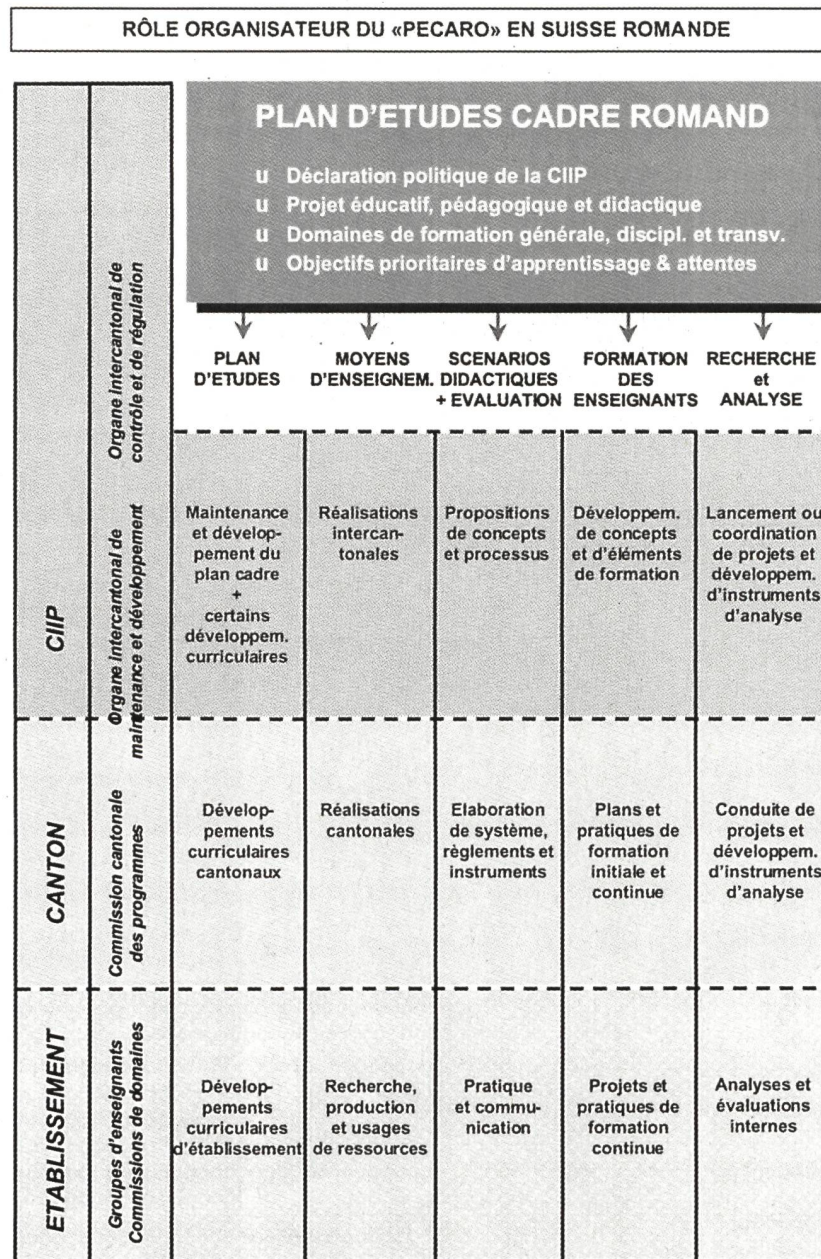 RÔLE ORGANISATEUR DU «PECARO» EN SUISSE ROMANDE
PLAN D'ETUDES CADRE ROMAND
u Déclaration politique de la CIIP
u Projet éducatif, pédagogique et didactique
u Domaines de formation générale, discipl. et transv.
u Objectifs prioritaires d'apprentissage & attentes
PLAN
D'ETUDES
MOYENS
D'ENSEIGNEM.
SCENARIOS
DIDACTIQUES
+ EVALUATION
FORMATION
DES
ENSEIGNANTS
RECHERCHE
et
ANALYSE
CIIP
Organe intercantonal de
contrôle et de régulation
Organe intercantonal de
maintenance et développement
Maintenance
et dévelop-
pement du
plan cadre
+
certains
développem.
curriculaires
Réalisations
intercan-
tonales
Propositions
de concepts
et processus
Développem.
de concepts
et d'éléments
de formation
Lancement ou
coordination
de projets et
développem.
d'instruments
d'analyse
CANTON
Commission cantonale
des programmes
Dévelop-
pements
curriculaires
cantonaux
Réalisations
cantonales
Elaboration
de système,
règlements et
instruments
Plans et
pratiques de
formation
initiale et
continue
Conduite de
projets et
développem.
d'instruments
d'analyse
ETABLISSEMENT
Groupes d'enseignants
Commissions de domaines
Dévelop-
pements
curriculaires
d'établissement
Recherche,
production
et usages
de ressources
Pratique
et commu-
nication
Projets et
pratiques de
formation
continue
Analyses et
évaluations
internes